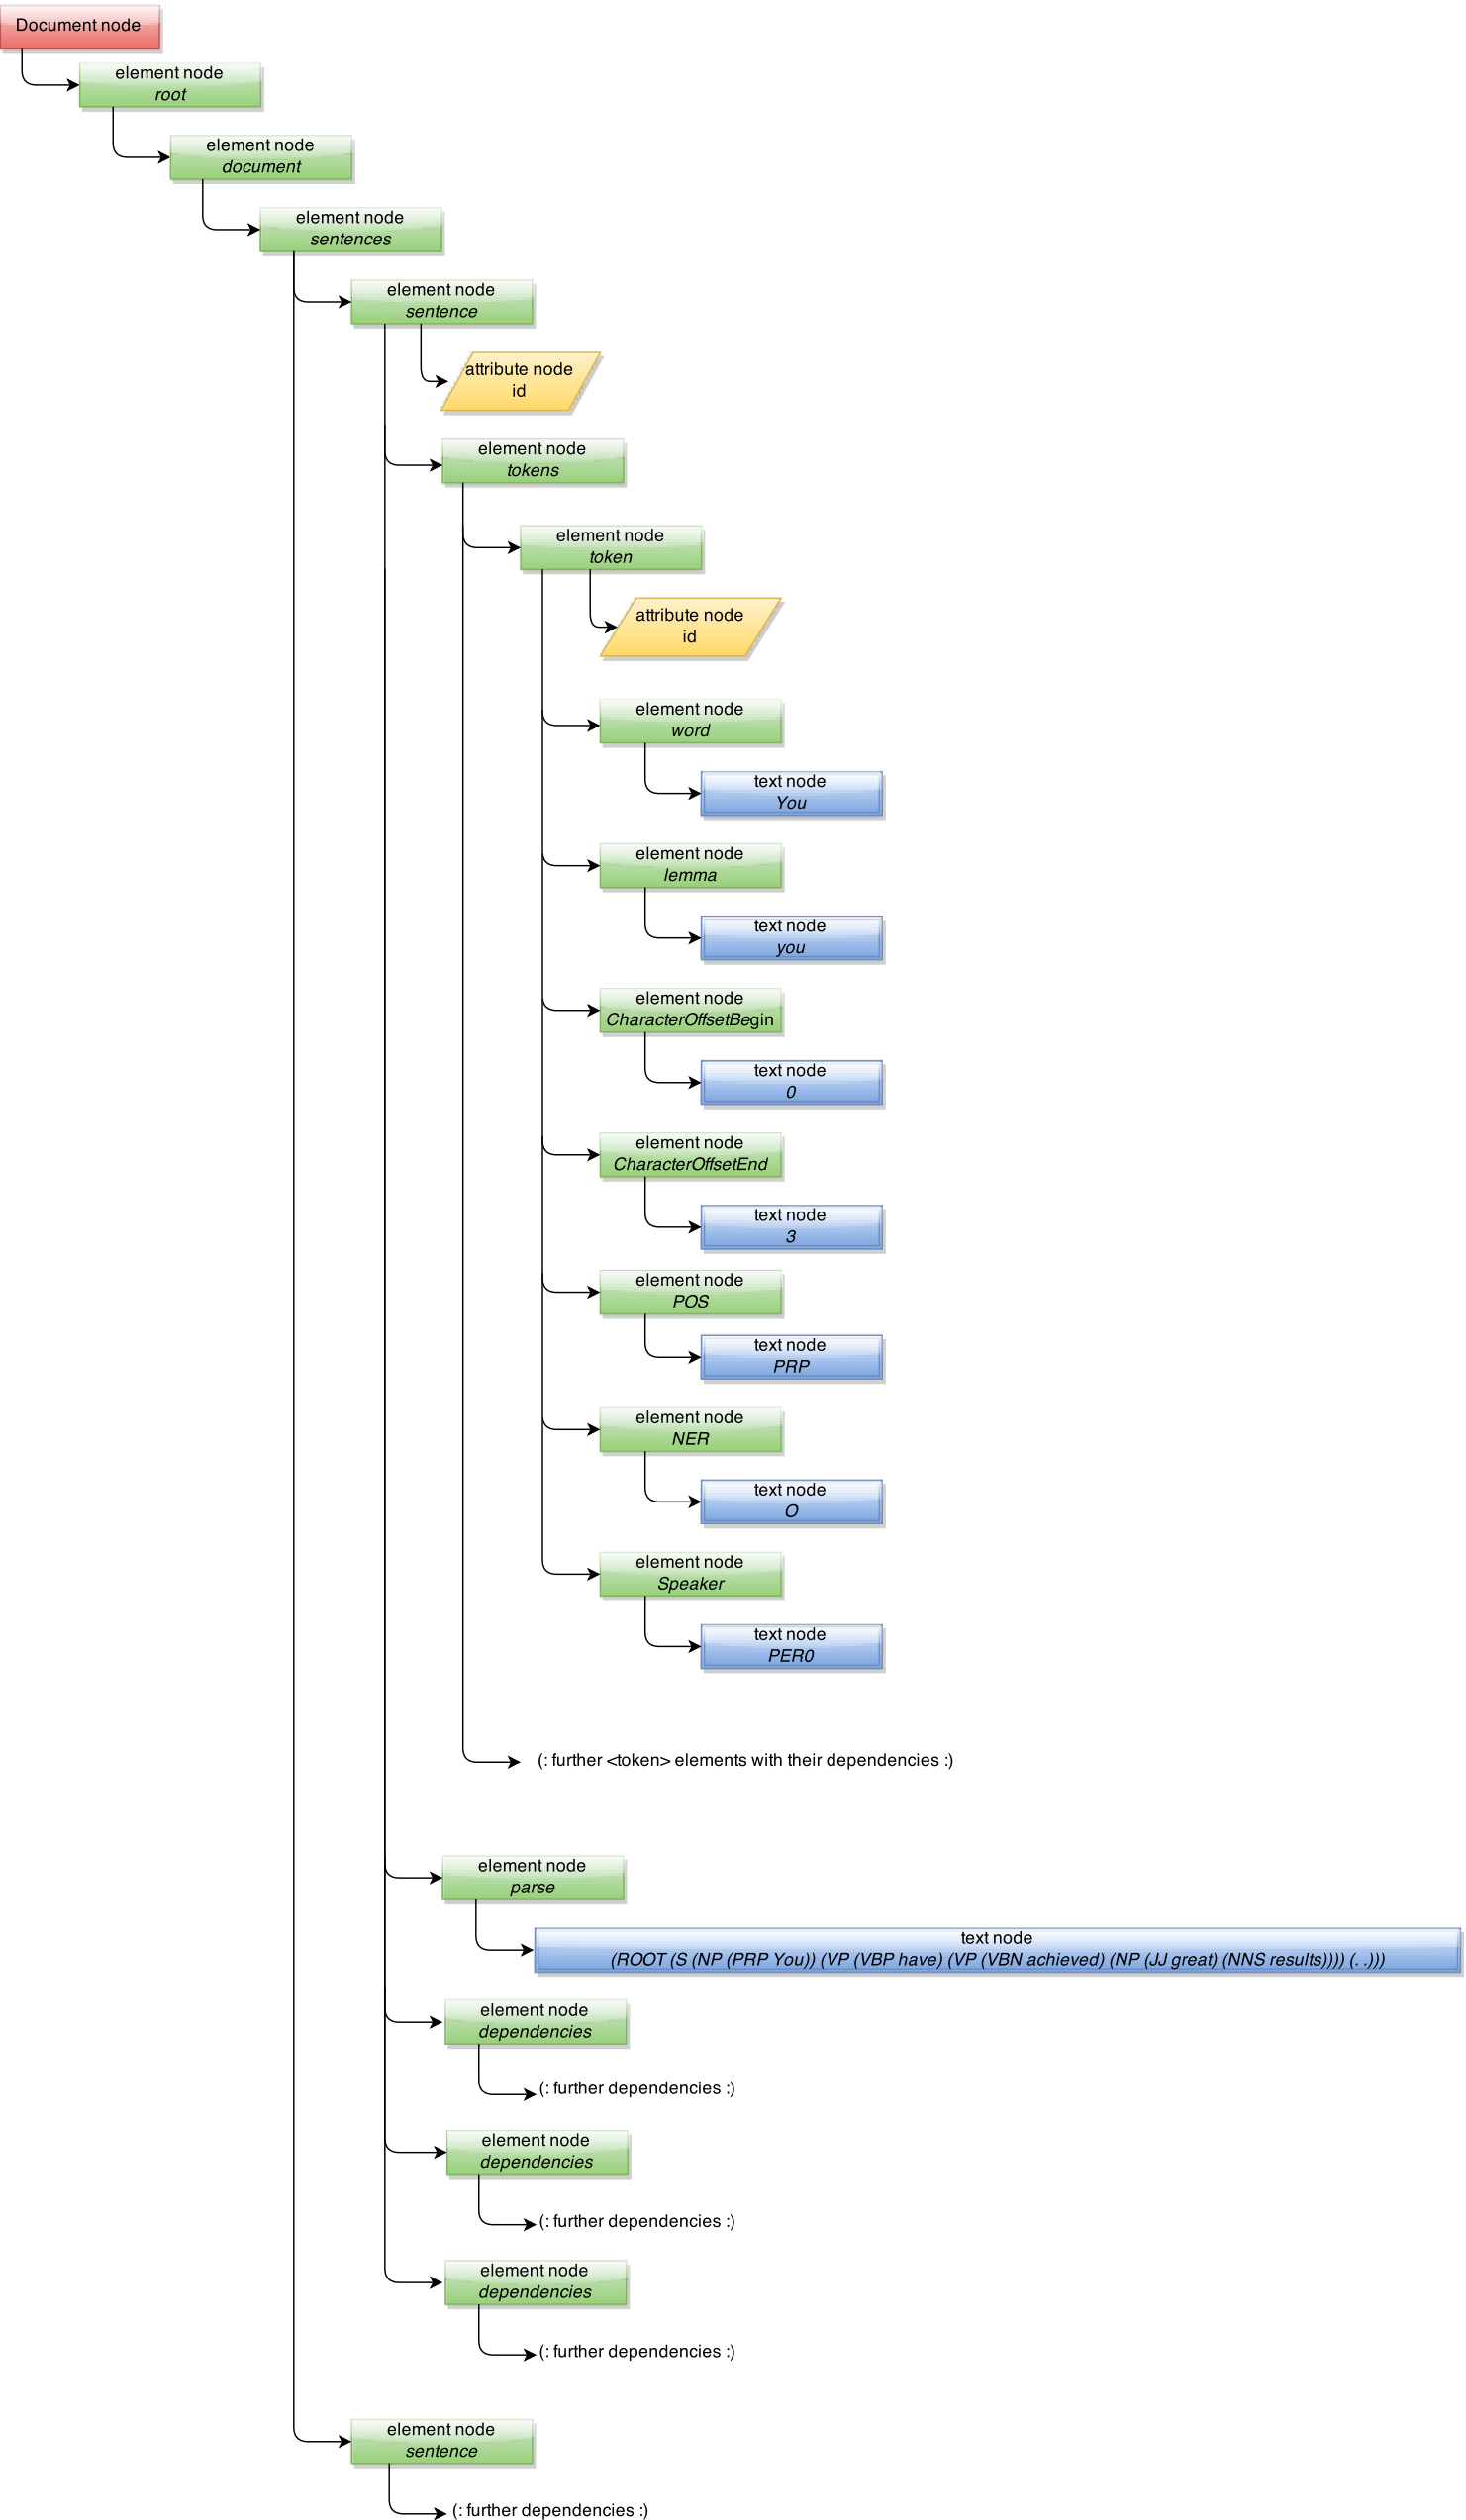 Document node
element node
root
element node
document
element node
sentences
element node
sentence
attribute node
id
element node
tokens
element node
token
attribute node
id
element node
word
text node
You
element node
lemma
text node
you
element node
CharacterOffsetBegin
text node
0
element node
CharacterOffsetEnd
text node
3
element node
POS
text node
PRP
element node
NER
text node
O
element node
Speaker
text node
PER0
(: further <token> elements with their dependencies :)
element node
parse
text node
(ROOT (S (NP (PRP You)) (VP (VBP have) (VP (VBN achieved) (NP (JJ great) (NNS results)))) (. .)))
element node
dependencies
(: further dependencies :)
element node
dependencies
(: further dependencies :)
element node
dependencies
(: further dependencies :)
element node
sentence
(: further dependencies :)